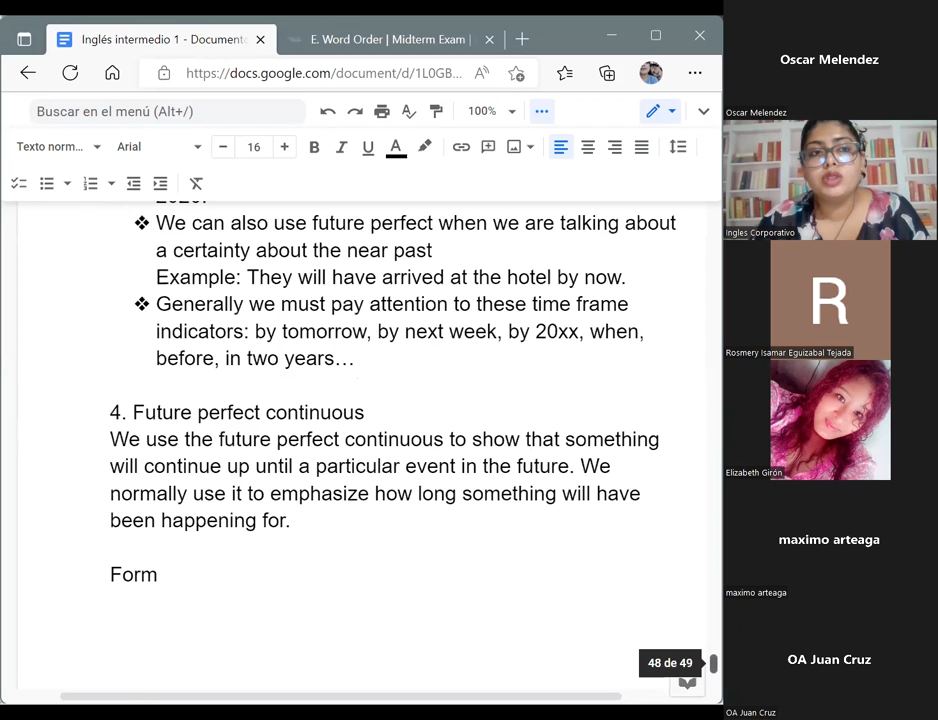 Inglés intermedio 1 - Document
E. Word Order | Midterm Exam |
https://docs.google.com/document/d/1L0GB...
Buscar en el menú (Alt+/)
100%
Texto norm...
Arial
16
We can also use future perfect when we are talking about
a certainty about the near past
Example: They will have arrived at the hotel by now.
Generally we must pay attention to these time frame
indicators: by tomorrow, by next week, by 20xx, when,
before, in two years…
4. Future perfect continuous
We use the future perfect continuous to show that something
will continue up until a particular event in the future. We
normally use it to emphasize how long something will have
been happening for.
Form
48 de 49
Oscar Melendez
Oscar Melendez
Ingles Corporativo
R
Rosmery Isamar Eguizabal Tejada
Elizabeth Girón
maximo arteaga
maximo arteaga
OA Juan Cruz
OA Juan Cruz